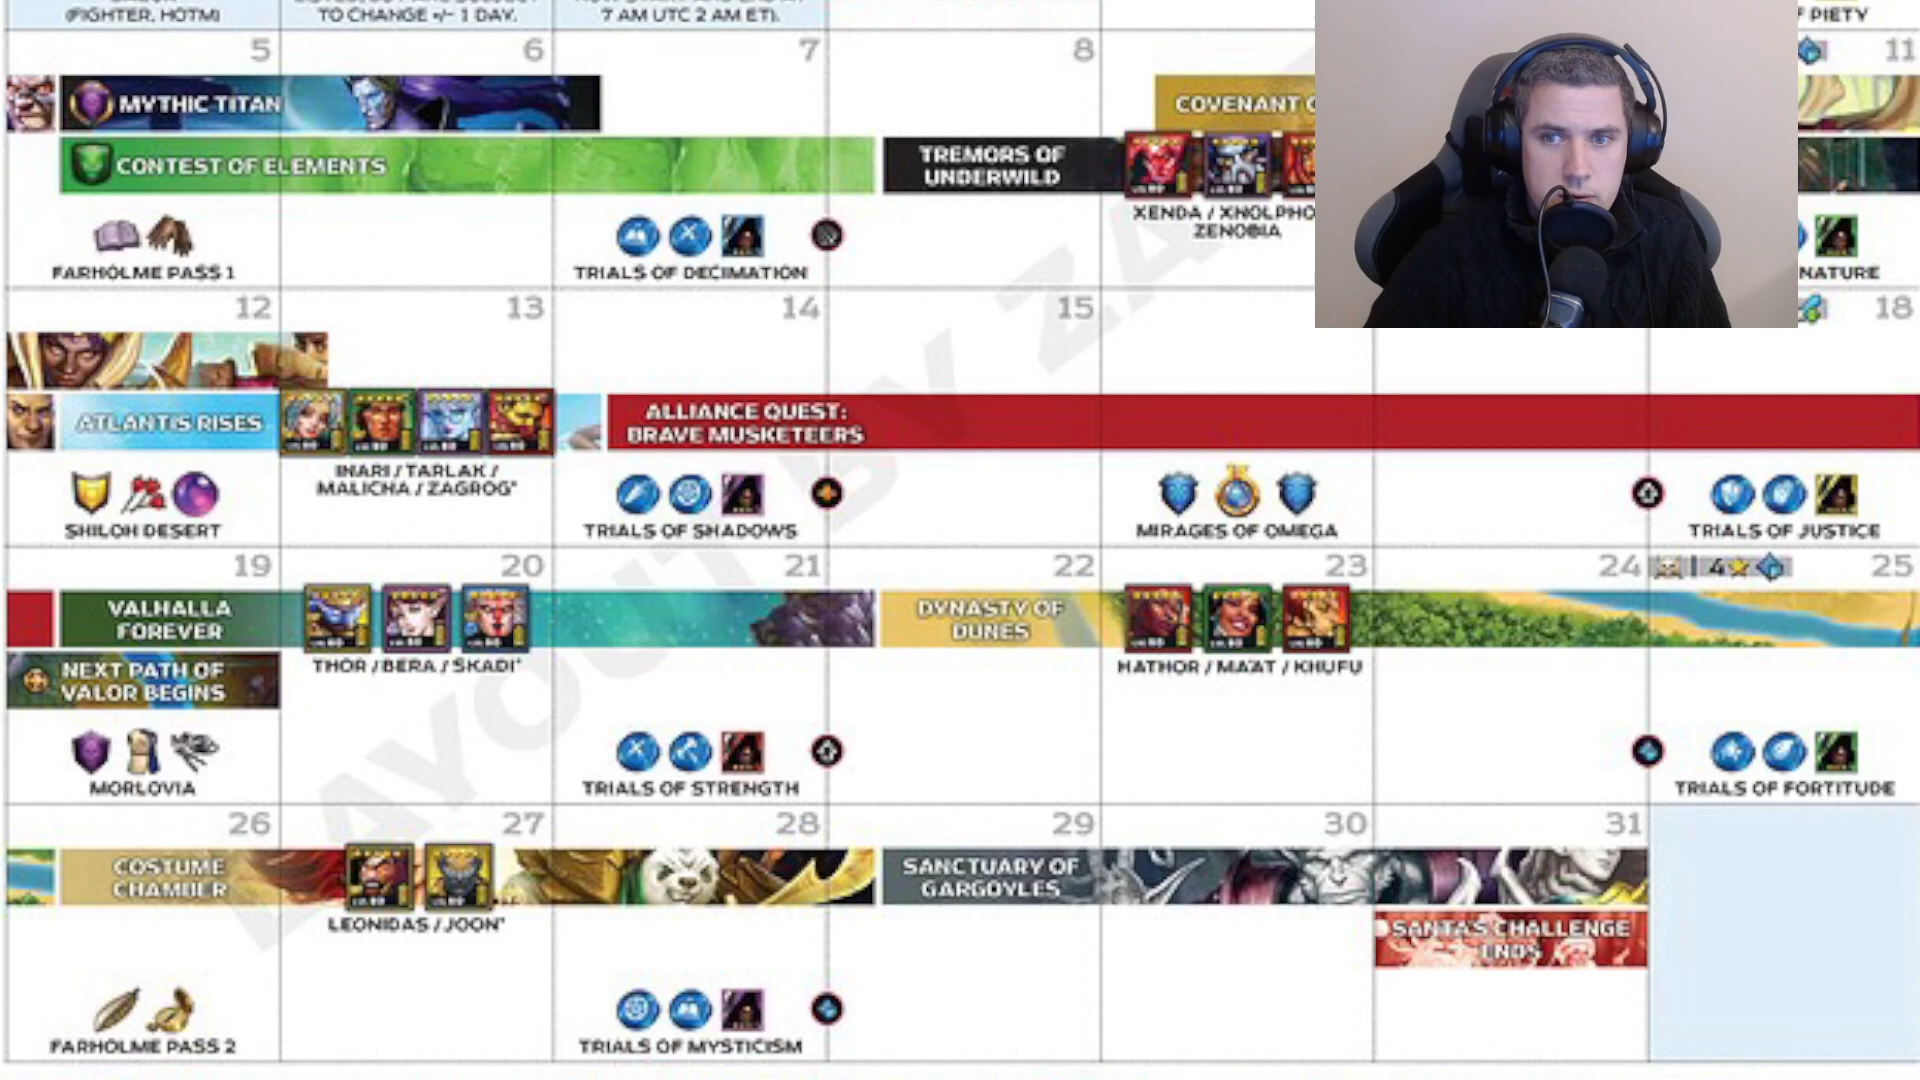 (FIGHTER, HOTM)
TO CHANGE +/- 1 DAY.
7 AM UTC 2 AM ET).
F PIETY
5
6
7
8
11
MYTHIC TITAN
COVENANT
CONTEST OF ELEMENTS
TREMORS OF
UNDERWILD
XENDA / XNOLPHO
ZENOBIA
FARHOLME PASS 1
TRIALS OF DECIMATION
NATURE
12
13
14
15
18
ATLANTIS RISES
ALLIANCE QUEST:
BRAVE MUSKETEERS
INARI / TARLAK /
MALICHA / ZAGROG*
SHILOH DESERT
TRIALS OF SHADOWS
MIRAGES OF OMEGA
TRIALS OF JUSTICE
19
20
21
22
23
24
4
25
VALHALLA
FOREVER
DYNASTY OF
DUNES
NEXT PATH OF
VALOR BEGINS
THOR / BERA / SKADI*
HATHOR / MA'AT / KHUFU
MORLOVIA
TRIALS OF STRENGTH
TRIALS OF FORTITUDE
26
27
28
29
30
31
COSTUME
CHAMBER
SANCTUARY OF
GARGOYLES
LEONIDAS / JOON*
SANTA'S CHALLENGE
ENDS
FARHOLME PASS 2
TRIALS OF MYSTICISM
LAYOUT BY ZA